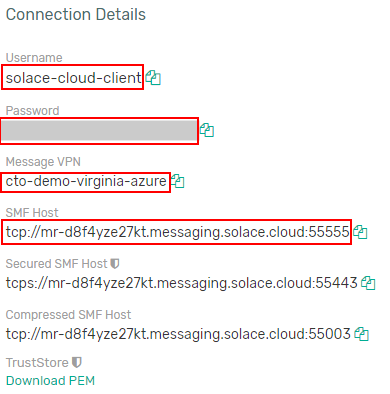 Connection Details
Username
solace-cloud-client
Password
Message VPN
cto-demo-virginia-azure
SMF Host
tcp://mr-d8f4yze27kt.messaging.solace.cloud:55555
Secured SMF Host
tcps://mr-d8f4yze27kt.messaging.solace.cloud:55443
Compressed SMF Host
tcp://mr-d8f4yze27kt.messaging.solace.cloud:55003
TrustStore
Download PEM